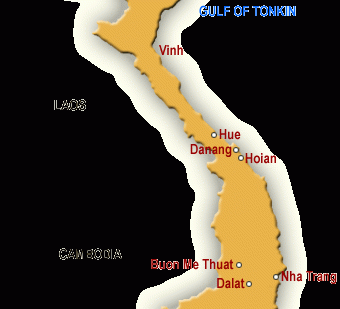 GULF OF TONKIN
Vinh
LAOS
Hue
Danang
Hoian
CAMBODIA
Buon Me Thuat
Nha Trang
Dalat